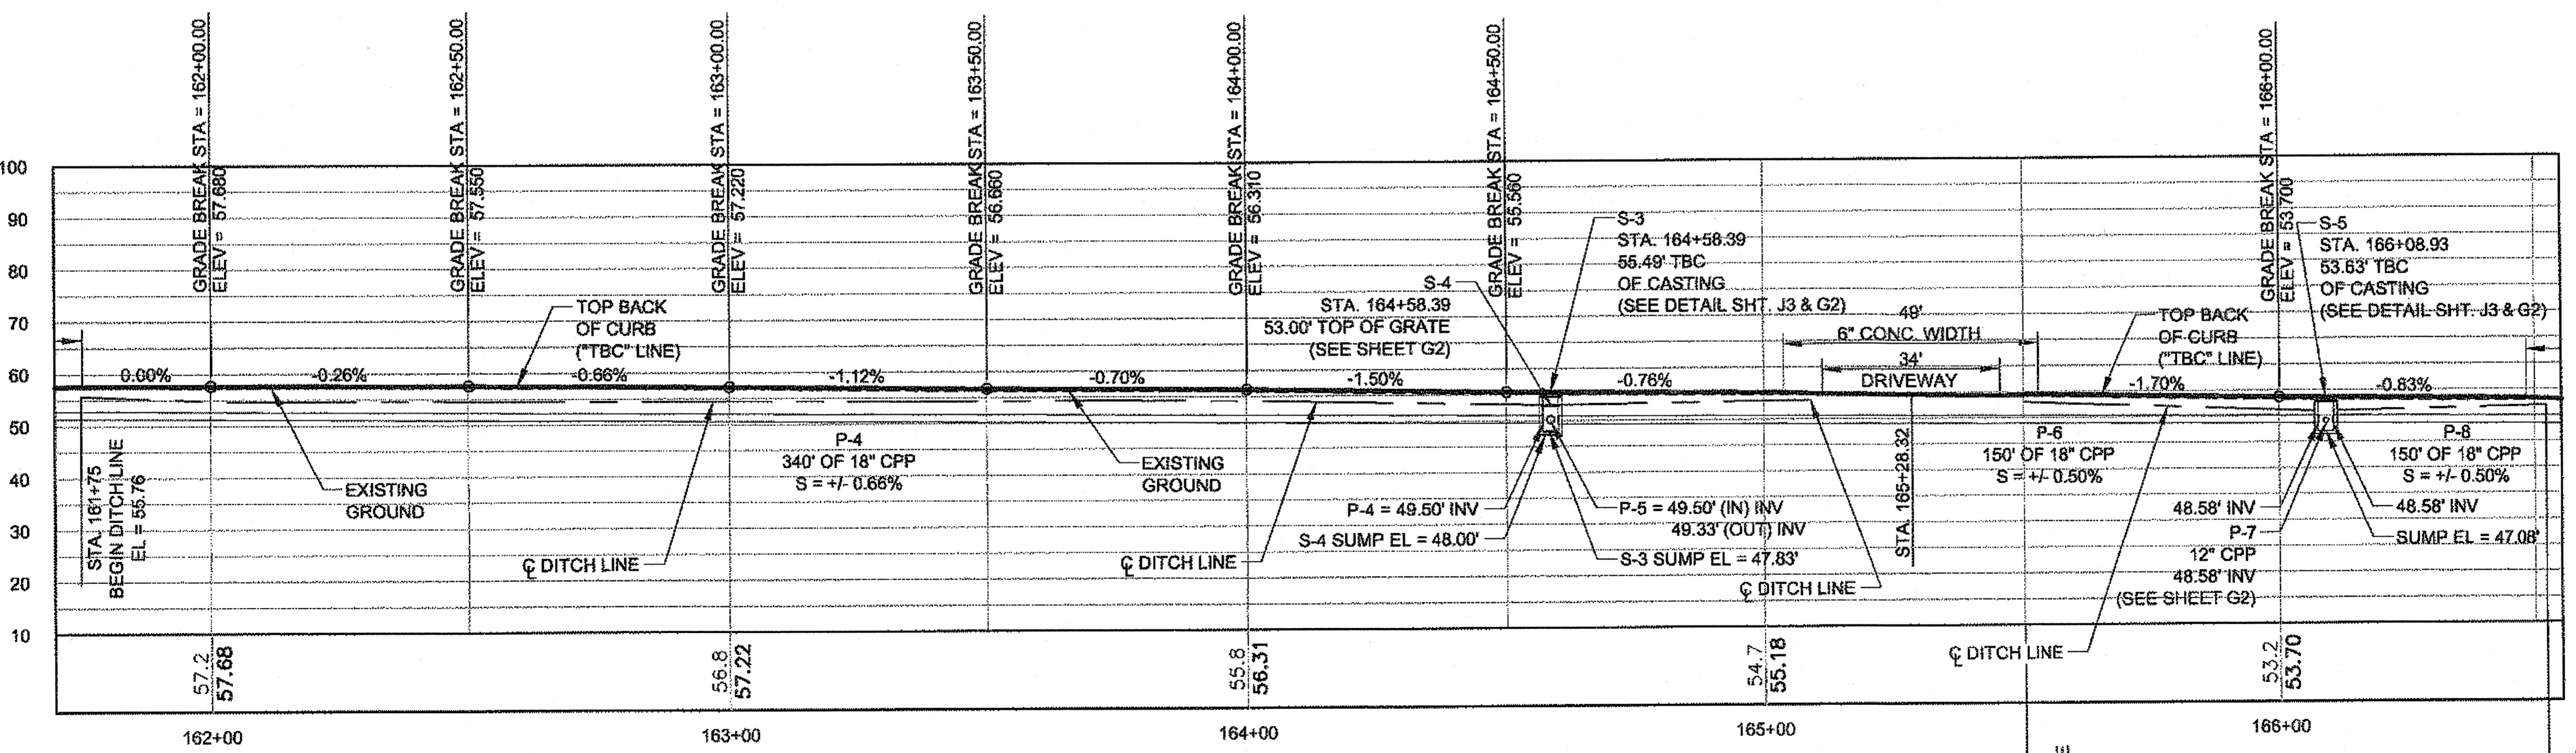 GRADE BREAK STA = 162+00.00
ELEV = 57.680
GRADE BREAK STA = 162+50.00
ELEV = 57.550
GRADE BREAK STA = 163+00.00
ELEV = 57.220
GRADE BREAK STA = 163+50.00
ELEV = 56.660
GRADE BREAK STA = 164+00.00
ELEV = 56.310
GRADE BREAK STA = 164+50.00
ELEV = 55.560
GRADE BREAK STA = 166+00.00
ELEV = 53.700
100
90
80
70
60
50
40
30
20
10
S-3
STA. 164+58.39
55.49' TBC
OF CASTING
(SEE DETAIL SHT. J3 & G2)
S-5
STA. 166+08.93
53.63' TBC
OF CASTING
(SEE DETAIL SHT. J3 & G2)
S-4
STA. 164+58.39
53.00' TOP OF GRATE
(SEE SHEET G2)
TOP BACK
OF CURB
("TBC" LINE)
49'
6" CONC. WIDTH
34'
DRIVEWAY
TOP BACK
OF CURB
("TBC" LINE)
0.00%
-0.26%
-0.66%
-1.12%
-0.70%
-1.50%
-0.76%
-1.70%
-0.83%
STA. 161+75
BEGIN DITCH LINE
EL = 55.76
EXISTING
GROUND
P-4
340' OF 18" CPP
S = +/- 0.66%
EXISTING
GROUND
℄ DITCH LINE
℄ DITCH LINE
P-4 = 49.50' INV
S-4 SUMP EL = 48.00'
P-5 = 49.50' (IN) INV
49.33' (OUT) INV
S-3 SUMP EL = 47.83'
℄ DITCH LINE
STA. 165+28.32
P-6
150' OF 18" CPP
S = +/- 0.50%
P-8
150' OF 18" CPP
S = +/- 0.50%
48.58' INV
P-7
12" CPP
48.58' INV
(SEE SHEET G2)
48.58' INV
SUMP EL = 47.08'
℄ DITCH LINE
57.2
57.68
56.8
57.22
55.8
56.31
54.7
55.18
53.2
53.70
162+00
163+00
164+00
165+00
166+00